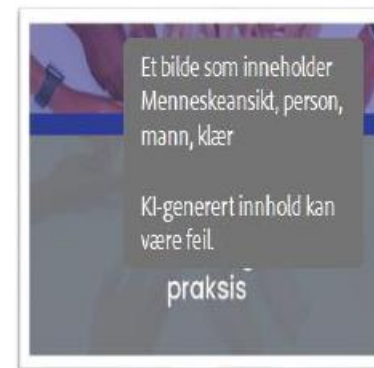 Et bilde som inneholder
Menneskeansikt, person,
mann, klær
KI-generert innhold kan
være feil.
praksis